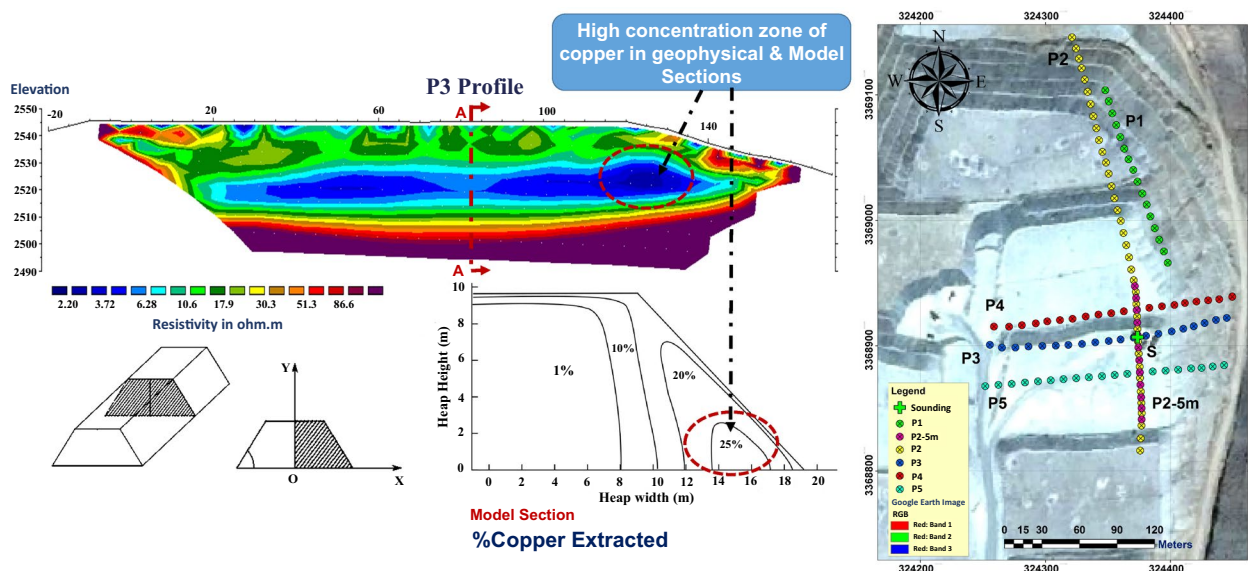 High concentration zone of
copper in geophysical & Model
Sections
P3 Profile
Elevation
A
-20
20
60
100
140
2550
2540
2530
2520
2510
2500
2490
A
2.20 3.72 6.28 10.6 17.9 30.3 51.3 86.6
Resistivity in ohm.m
Y
O
X
Heap Height (m)
10
8
6
4
2
0
1%
10%
20%
25%
0 2 4 6 8 10 12 14 16 18 20
Heap width (m)
Model Section
%Copper Extracted
324200 324300 324400
3369100
3369000
3368900
3368800
N
W E
S
P2
P1
P4
P3
S
P5
P2-5m
Legend
Sounding
P1
P2-5m
P2
P3
P4
P5
Google Earth Image
RGB
Red: Band 1
Red: Band 2
Red: Band 3
0 15 30 60 90 120
Meters
324200 324300 324400